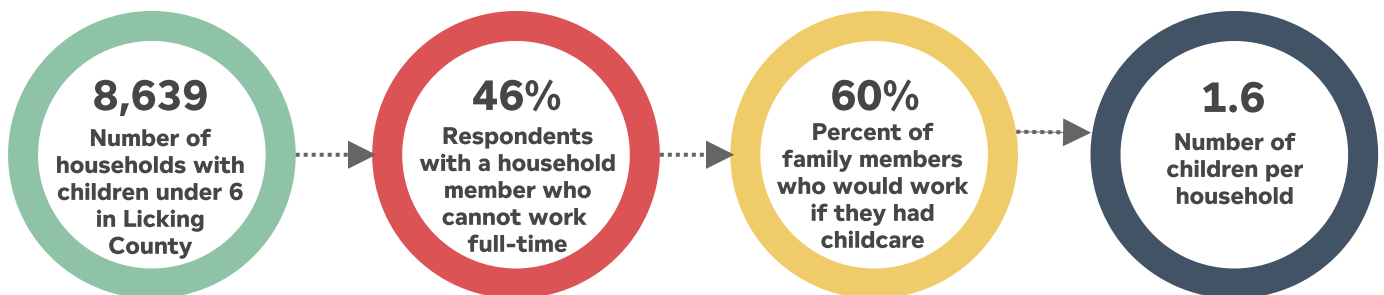 8,639
Number of
households with
children under 6
in Licking
County
46%
Respondents
with a household
member who
cannot work
full-time
60%
Percent of
family members
who would work
if they had
childcare
1.6
Number of
children per
household